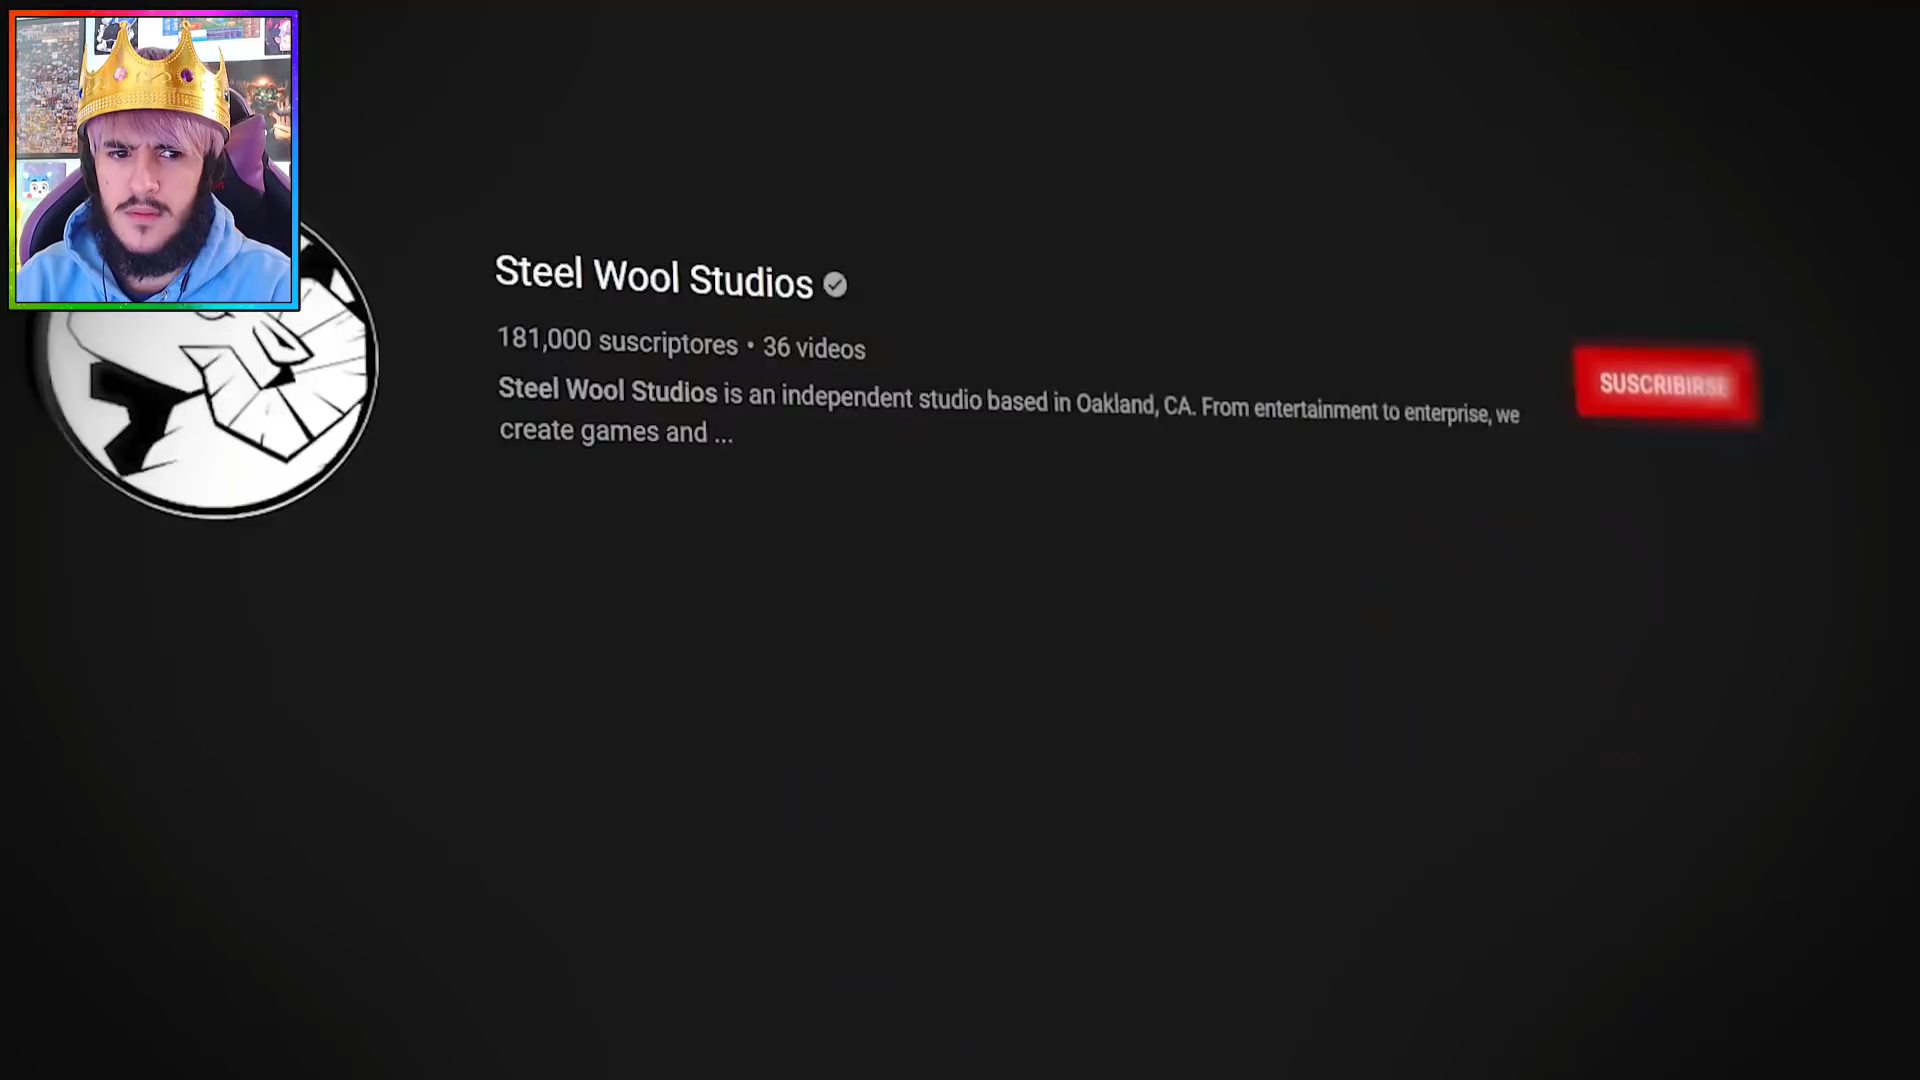 Steel Wool Studios
181,000 suscriptores • 36 videos
Steel Wool Studios is an independent studio based in Oakland, CA. From entertainment to enterprise, we
create games and ...
SUSCRIBIRSE